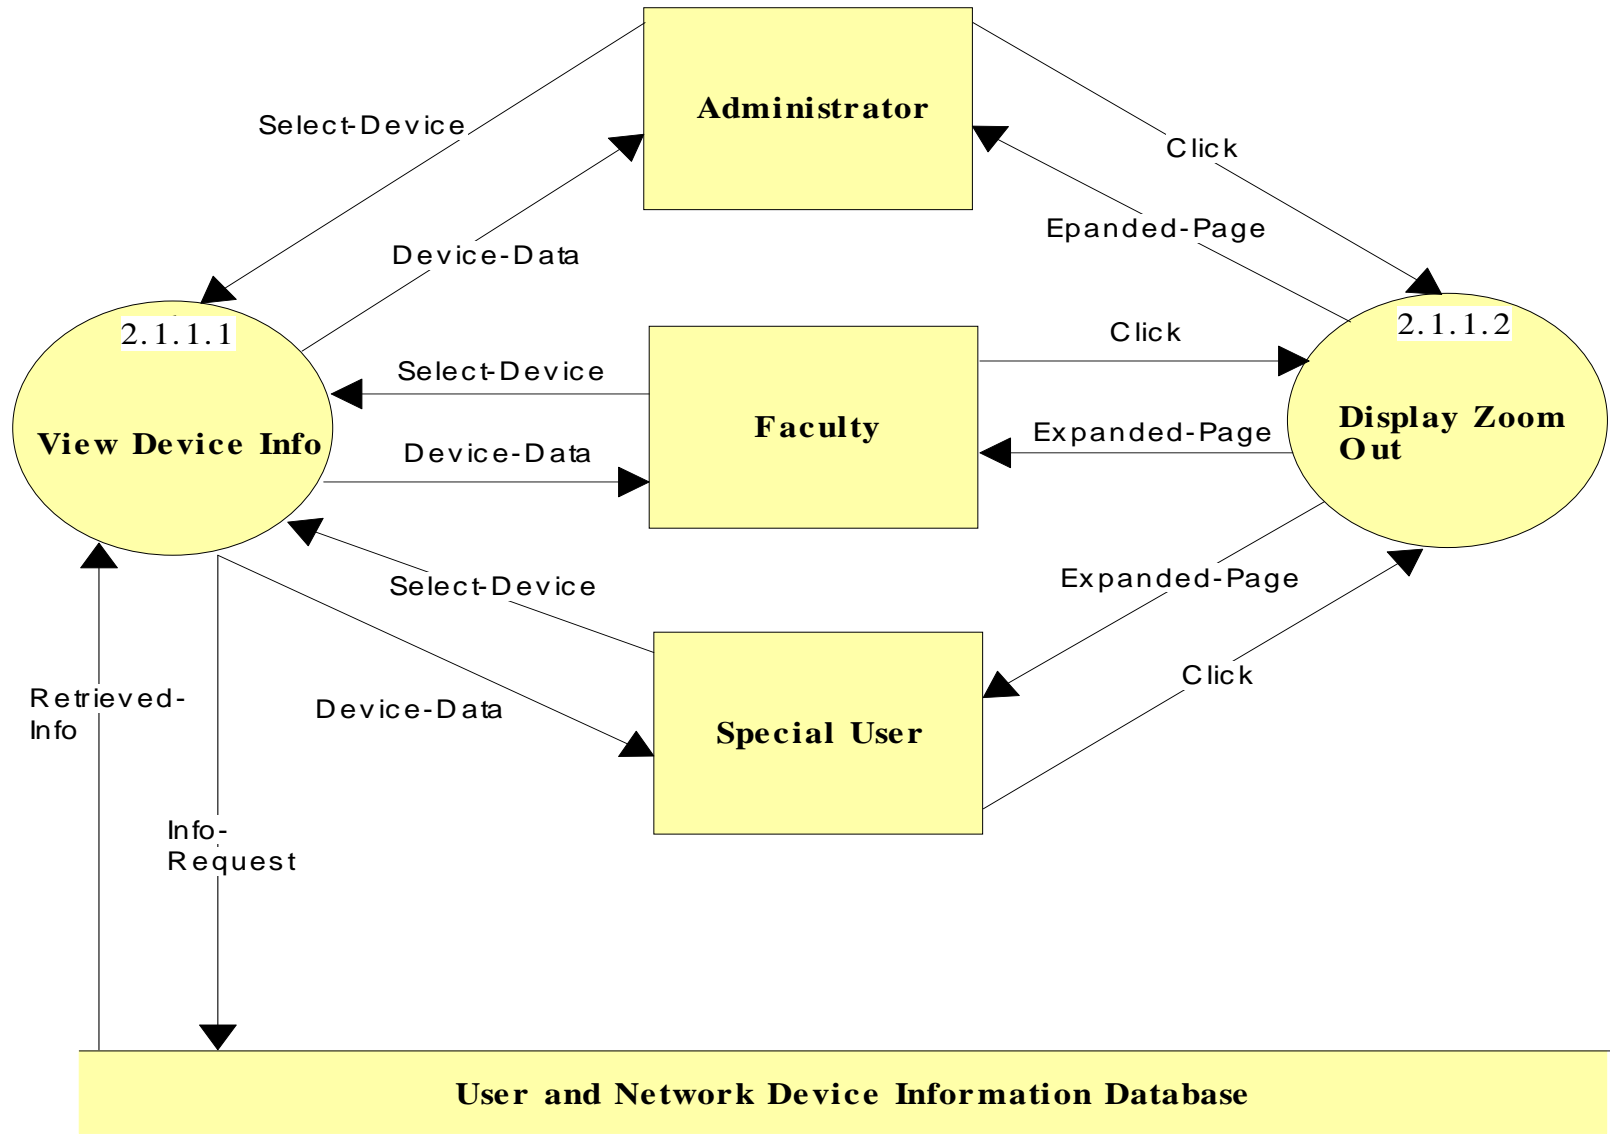 Administrator
Select-Device
Click
Epanded-Page
Device-Data
2.1.1.1
2.1.1.2
Click
Select-Device
Faculty
Display Zoom
Out
View Device Info
Expanded-Page
Device-Data
Select-Device
Expanded-Page
Click
Retrieved-
Info
Device-Data
Special User
Info-
Request
User and Network Device Information Database